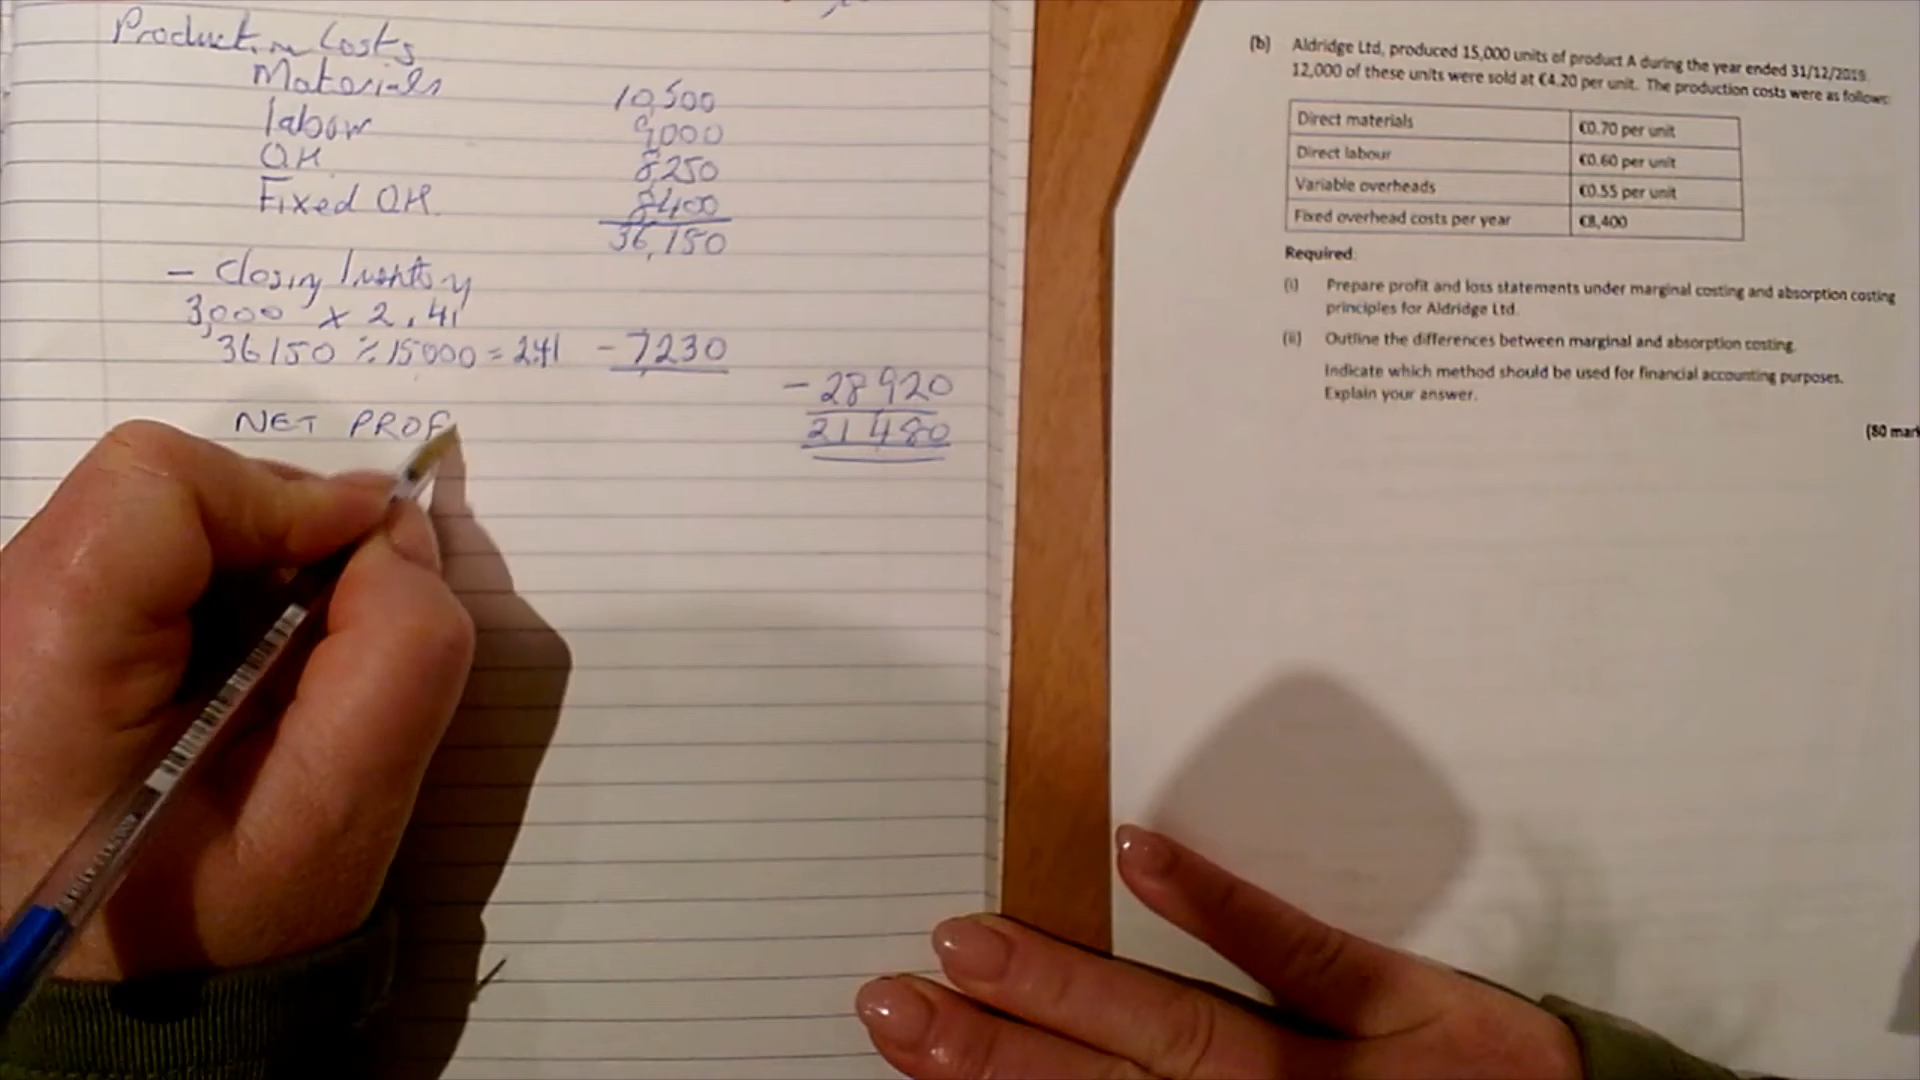 Production Costs
Materials 10,500
labour 9000
OH 8,250
Fixed OH 8400
36,150
- Closing Inventory
3,000 x 2.41
36150 ÷ 15000 = 2.41 - 7230
- 28920
21480
NET PROF
(b) Aldridge Ltd, produced 15,000 units of product A during the year ended 31/12/2019.
12,000 of these units were sold at €4.20 per unit. The production costs were as follows:
Direct materials €0.70 per unit
Direct labour €0.60 per unit
Variable overheads €0.55 per unit
Fixed overhead costs per year €8,400
Required:
(i) Prepare profit and loss statements under marginal costing and absorption costing
principles for Aldridge Ltd.
(ii) Outline the differences between marginal and absorption costing.
Indicate which method should be used for financial accounting purposes.
Explain your answer.
(80 mark